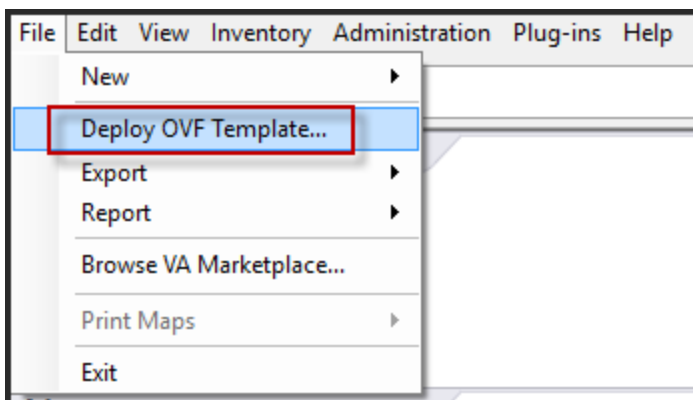 File Edit View Inventory Administration Plug-ins Help
New
Deploy OVF Template...
Export
Report
Browse VA Marketplace...
Print Maps
Exit